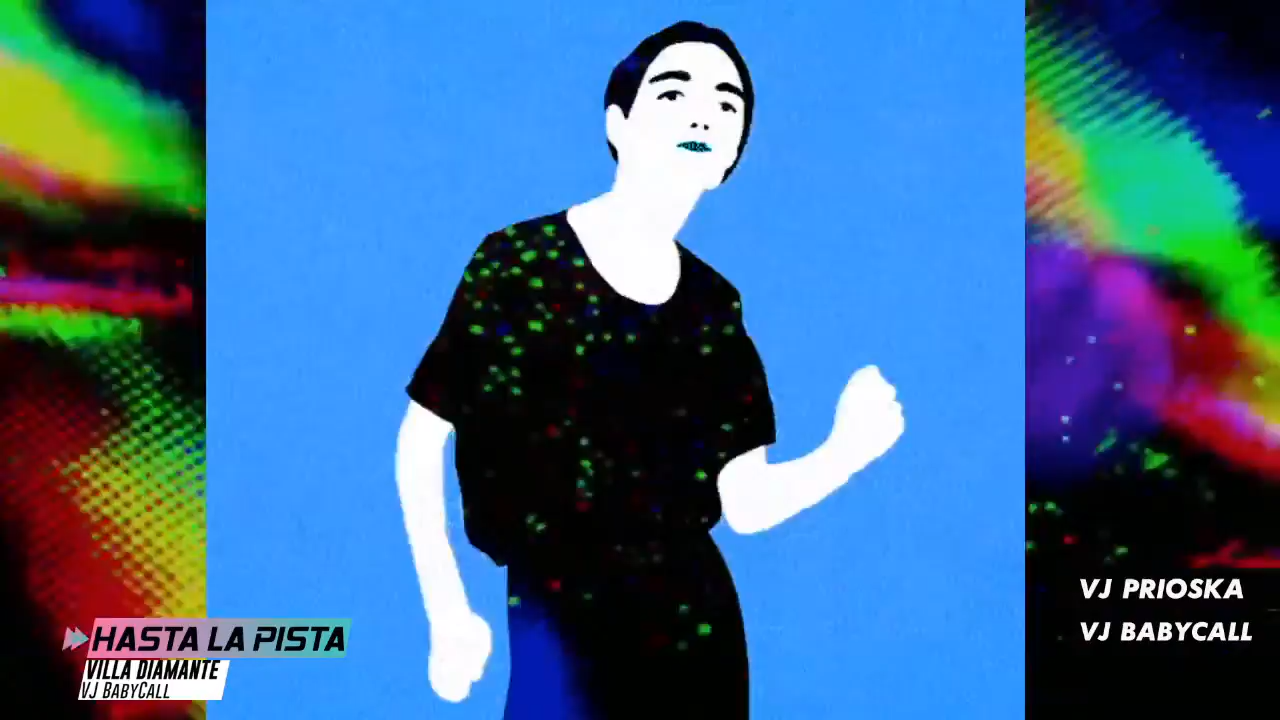 HASTA LA PISTA
VILLA DIAMANTE
VJ BABYCALL
VJ PRIOSKA
VJ BABYCALL